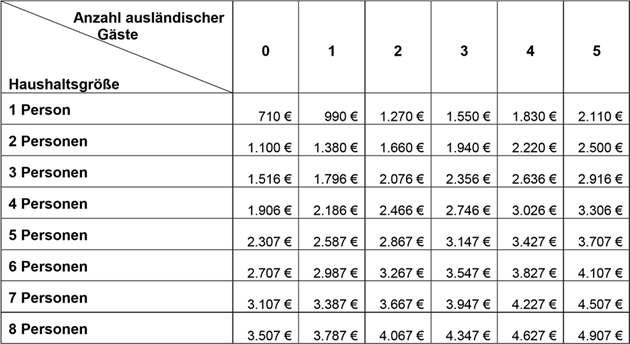 Anzahl ausländischer
Gäste
Haushaltsgröße
0 1 2 3 4 5
1 Person 710 € 990 € 1.270 € 1.550 € 1.830 € 2.110 €
2 Personen 1.100 € 1.380 € 1.660 € 1.940 € 2.220 € 2.500 €
3 Personen 1.516 € 1.796 € 2.076 € 2.356 € 2.636 € 2.916 €
4 Personen 1.906 € 2.186 € 2.466 € 2.746 € 3.026 € 3.306 €
5 Personen 2.307 € 2.587 € 2.867 € 3.147 € 3.427 € 3.707 €
6 Personen 2.707 € 2.987 € 3.267 € 3.547 € 3.827 € 4.107 €
7 Personen 3.107 € 3.387 € 3.667 € 3.947 € 4.227 € 4.507 €
8 Personen 3.507 € 3.787 € 4.067 € 4.347 € 4.627 € 4.907 €